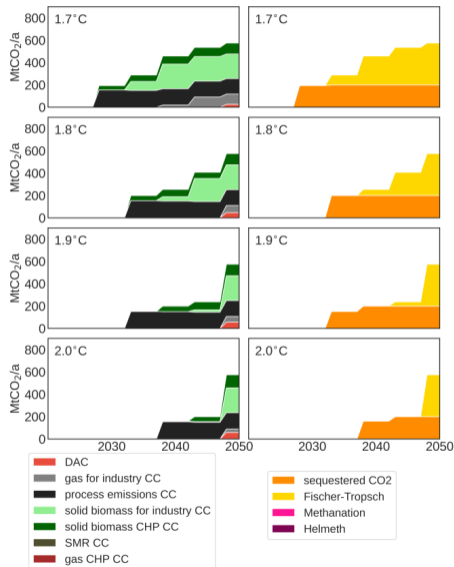 1.7°C
1.7°C
800
600
400
200
0
MtCO₂/a
1.8°C
1.8°C
800
600
400
200
0
MtCO₂/a
1.9°C
1.9°C
800
600
400
200
0
MtCO₂/a
2.0°C
2.0°C
800
600
400
200
0
MtCO₂/a
2030 2040 2050
2030 2040 2050
DAC
gas for industry CC
process emissions CC
solid biomass for industry CC
solid biomass CHP CC
SMR CC
gas CHP CC
sequestered CO2
Fischer-Tropsch
Methanation
Helmeth